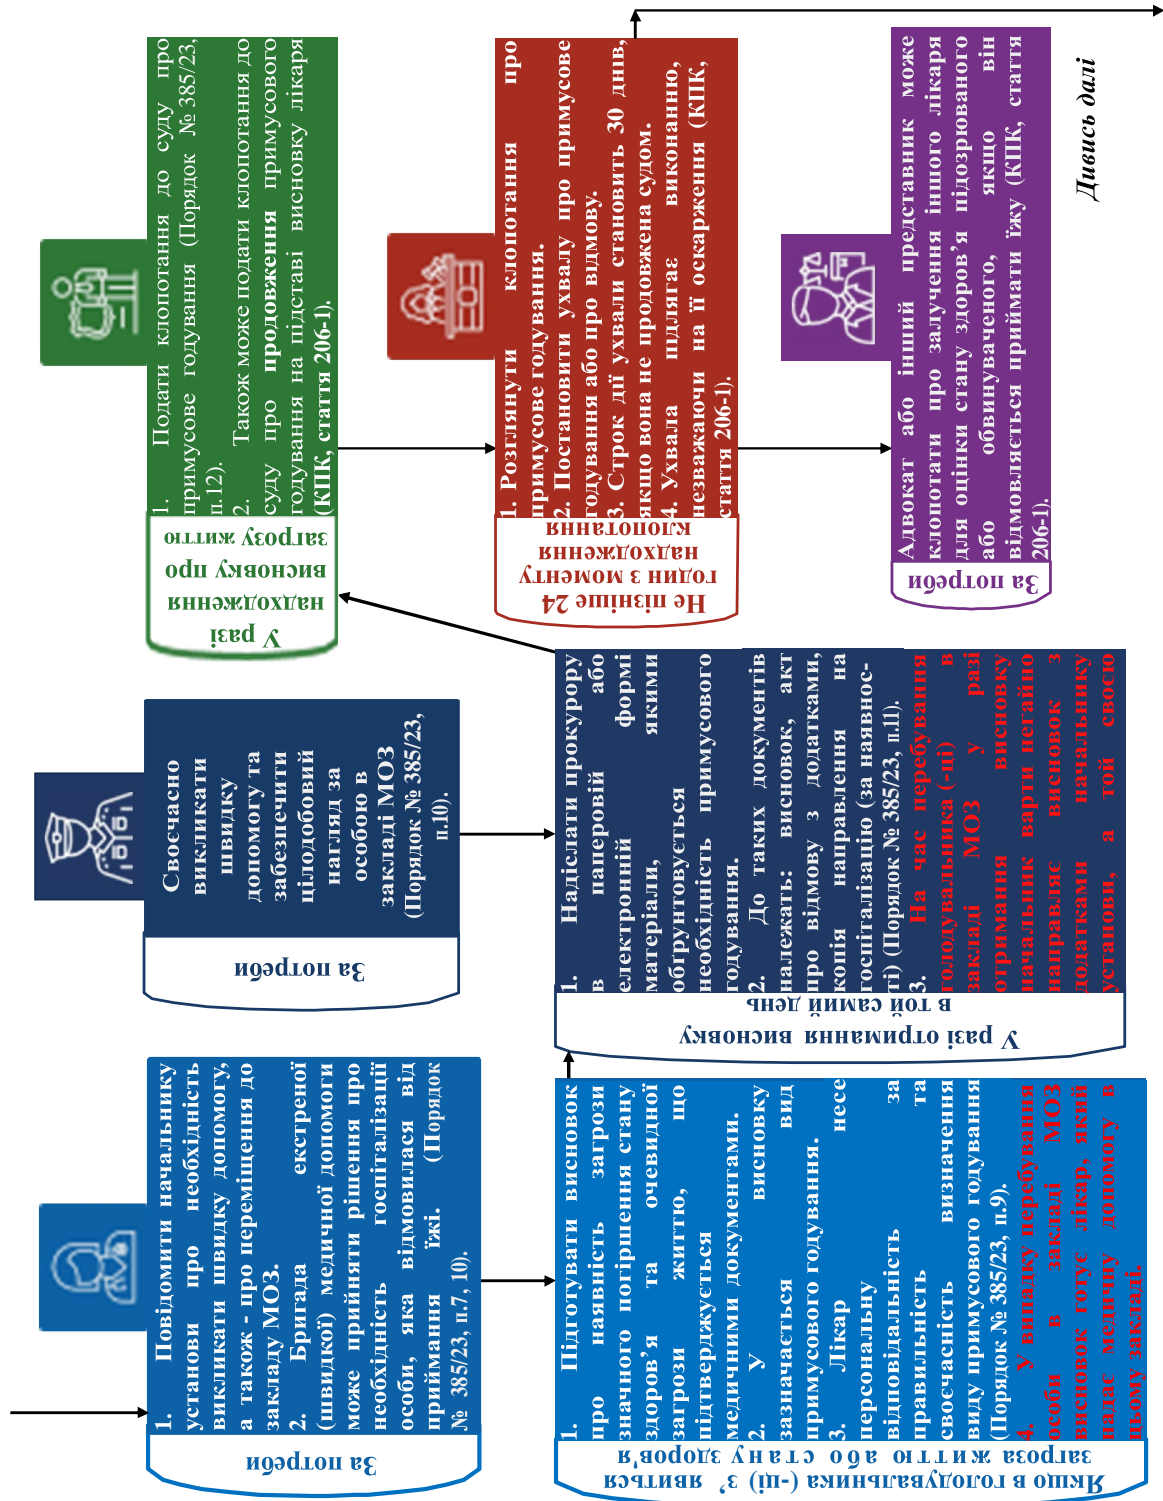 За потреби
1. Повідомити начальнику
установи про необхідність
викликати швидку допомогу,
а також - про переміщення до
закладу МОЗ.
2. Бригада екстреної
(швидкої) медичної допомоги
може прийняти рішення про
необхідність госпіталізації
особи, яка відмовилася від
приймання їжі. (Порядок
№ 385/23, п.7, 10).
Якщо в голодувальника (-ці) з’ явиться
загроза життю або стану здоров'я
1. Підготувати висновок
про наявність загрози
значного погіршення стану
здоров’я та очевидної
загрози життю, що
підтверджується
медичними документами.
2. У висновку
зазначається вид
примусового годування.
3. Лікар несе
персональну
відповідальність за
правильність та
своєчасність визначення
виду примусового годування
(Порядок № 385/23, п.9).
4. У випадку перебування
особи в закладі МОЗ
висновок готує лікар, який
надає медичну допомогу в
цьому закладі.
За потреби
Своєчасно
викликати
швидку
допомогу та
забезпечити
цілодобовий
нагляд за
особою в
закладі МОЗ
(Порядок № 385/23,
п.10).
У разі отримання висновку
в той самий день
1. Надіслати прокурору
в паперовій або
електронній формі
матеріали, якими
обґрунтовується
необхідність примусового
годування.
2. До таких документів
належать: висновок, акт
про відмову з додатками,
копія направлення на
госпіталізацію (за наявнос-
ті) (Порядок № 385/23, п.11).
3. На час перебування
голодувальника (-ці) в
закладі МОЗ у разі
отримання висновку
начальник варти негайно
направляє висновок з
додатками начальнику
установи, а той своєю
У разі
надходження
висновку про
загрозу життю
1. Подати клопотання до суду про
примусове годування (Порядок № 385/23,
п.12).
2. Також може подати клопотання до
суду про продовження примусового
годування на підставі висновку лікаря
(КПК, стаття 206-1).
Не пізніше 24
годин з моменту
надходження
клопотання
1. Розглянути клопотання про
примусове годування.
2. Постановити ухвалу про примусове
годування або про відмову.
3. Строк дії ухвали становить 30 днів,
якщо вона не продовжена судом.
4. Ухвала підлягає виконанню,
незважаючи на її оскарження (КПК,
стаття 206-1).
За потреби
Адвокат або інший представник може
клопотати про залучення іншого лікаря
для оцінки стану здоров’я підозрюваного
або обвинуваченого, якщо він
відмовляється приймати їжу (КПК, стаття
206-1).
Дивись далі